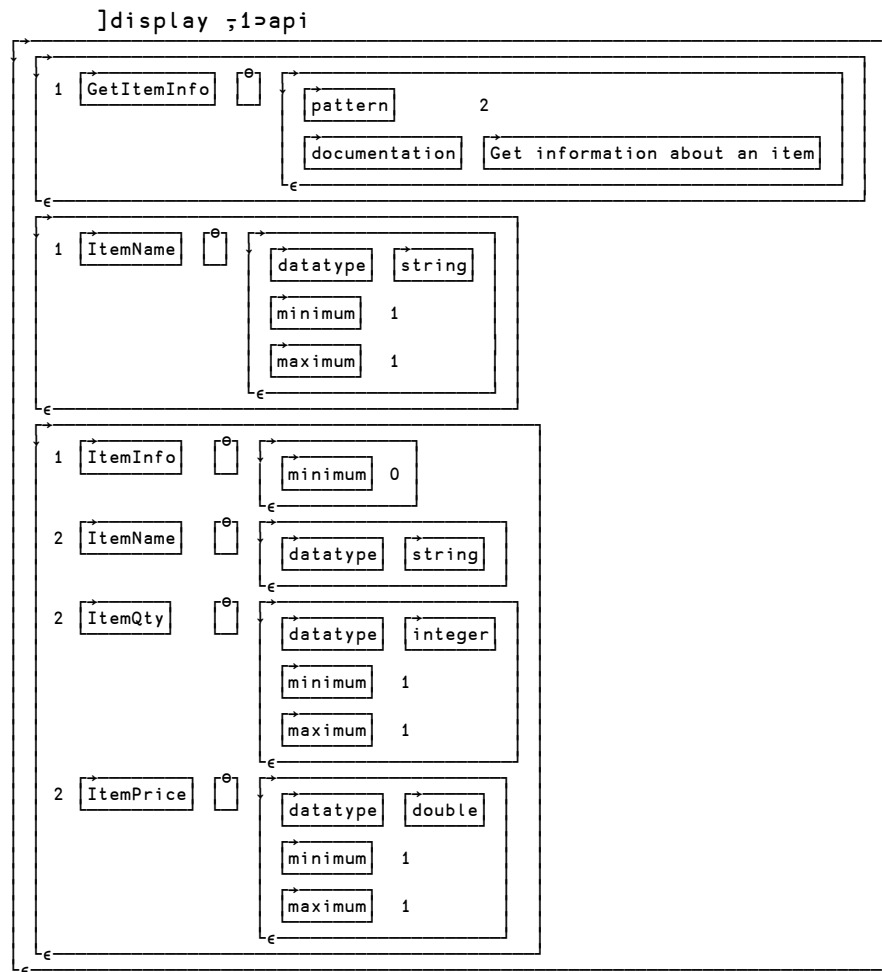 ]display ⍪1⊃api
1 GetItemInfo ⊖
pattern 2
documentation Get information about an item
1 ItemName ⊖
datatype string
minimum 1
maximum 1
1 ItemInfo ⊖
minimum 0
2 ItemName ⊖
datatype string
2 ItemQty ⊖
datatype integer
minimum 1
maximum 1
2 ItemPrice ⊖
datatype double
minimum 1
maximum 1